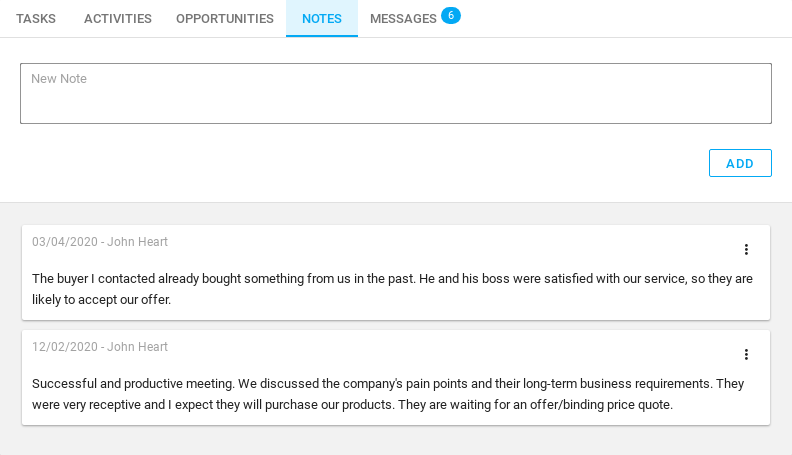 TASKS ACTIVITIES OPPORTUNITIES NOTES MESSAGES 6
New Note
ADD
03/04/2020 - John Heart
The buyer I contacted already bought something from us in the past. He and his boss were satisfied with our service, so they are
likely to accept our offer.
12/02/2020 - John Heart
Successful and productive meeting. We discussed the company's pain points and their long-term business requirements. They
were very receptive and I expect they will purchase our products. They are waiting for an offer/binding price quote.